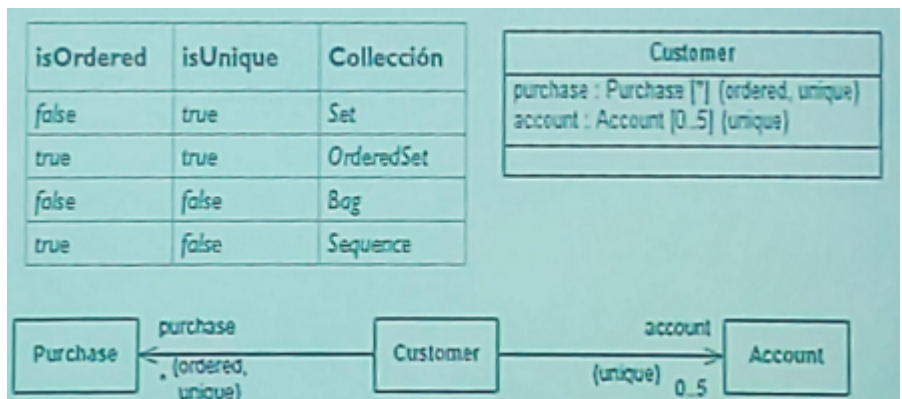 isOrdered isUnique Collección
false true Set
true true OrderedSet
false false Bag
true false Sequence
Customer
purchase : Purchase [*] (ordered, unique)
account : Account [0..5] (unique)
purchase
Purchase
* (ordered,
unique)
Customer
account
(unique) 0..5
Account